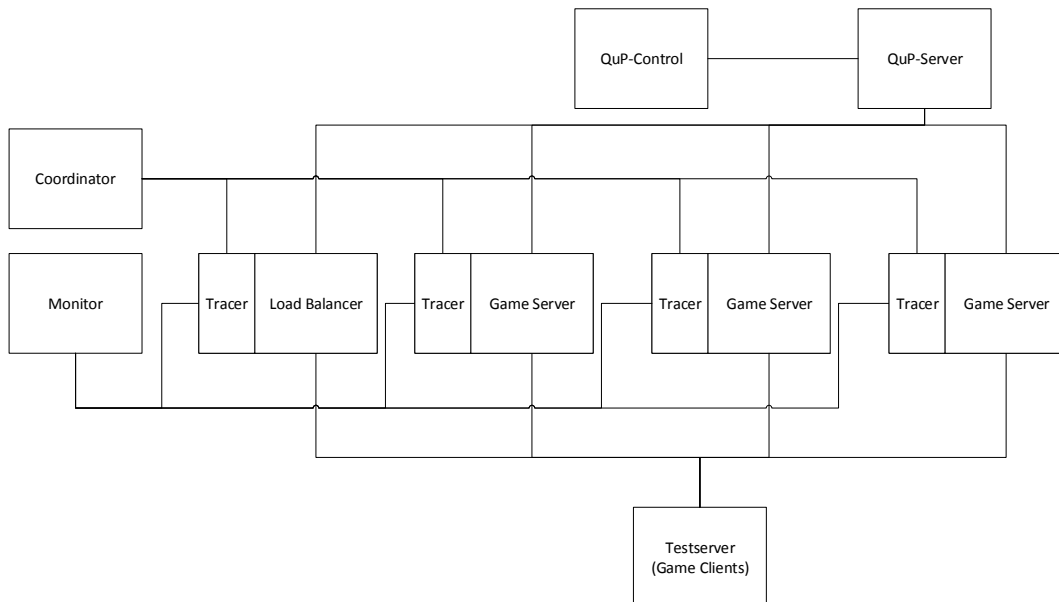 QuP-Control
QuP-Server
Coordinator
Monitor
Tracer
Load Balancer
Tracer
Game Server
Tracer
Game Server
Tracer
Game Server
Testserver
(Game Clients)